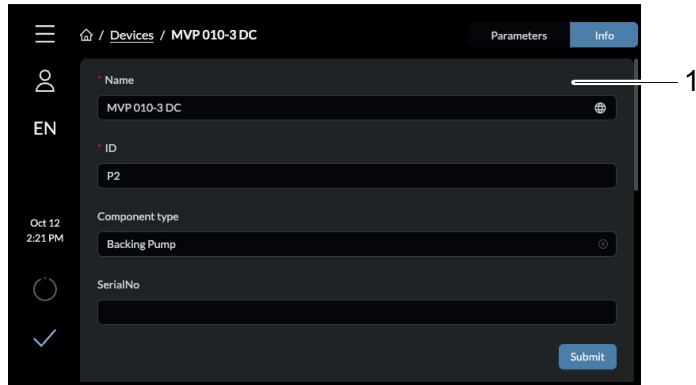 / Devices / MVP 010-3 DC
Parameters
Info
* Name
MVP 010-3 DC
EN
* ID
P2
Oct 12
2:21 PM
Component type
Backing Pump
SerialNo
Submit
1